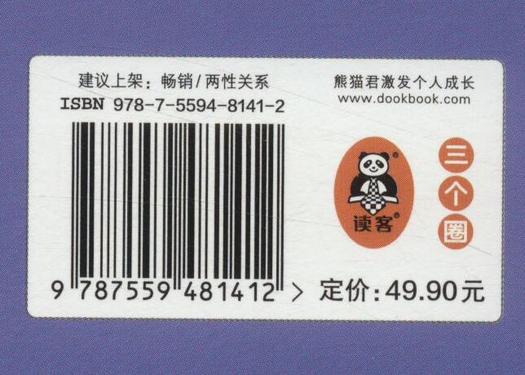 建议上架：畅销/两性关系
ISBN 978-7-5594-8141-2
9 787559 481412 >
熊猫君激发个人成长
www.dookbook.com
读客®
三个圈
定价：49.90元